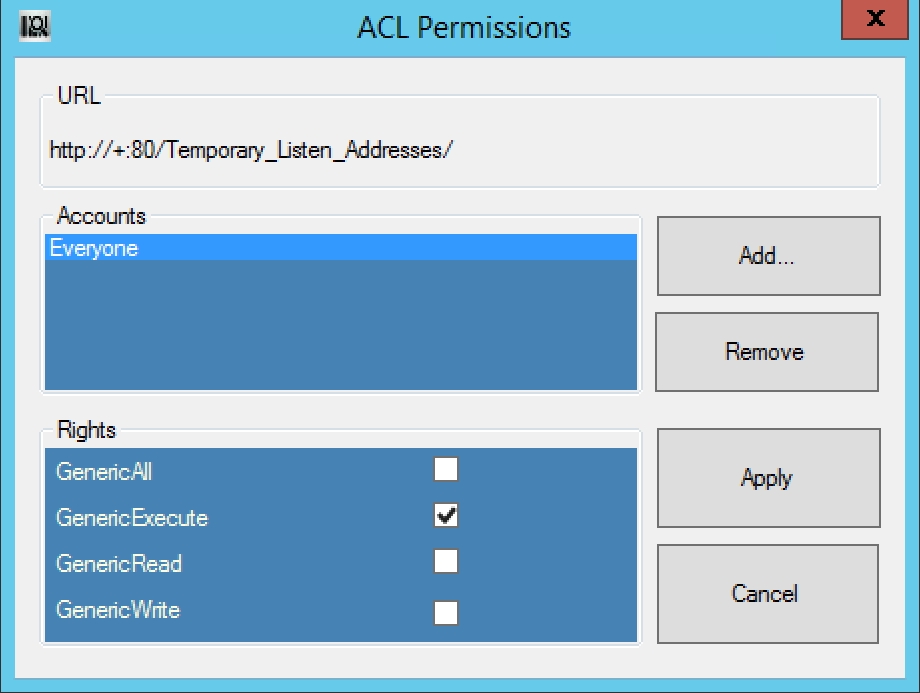 ACL Permissions
URL
http://+:80/Temporary_Listen_Addresses/
Accounts
Everyone
Add...
Remove
Rights
GenericAll
GenericExecute
GenericRead
GenericWrite
Apply
Cancel